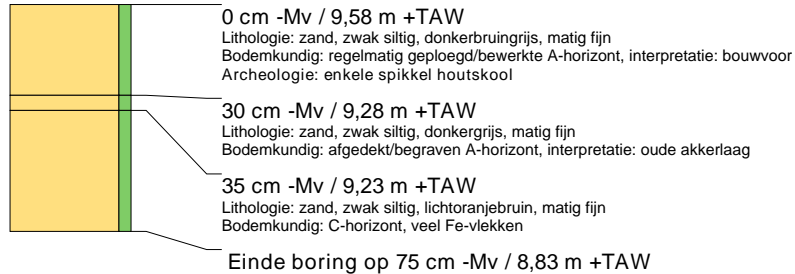 0 cm -Mv / 9,58 m +TAW
Lithologie: zand, zwak siltig, donkerbruingrijs, matig fijn
Bodemkundig: regelmatig geploegd/bewerkte A-horizont, interpretatie: bouwvoor
Archeologie: enkele spikkel houtskool
30 cm -Mv / 9,28 m +TAW
Lithologie: zand, zwak siltig, donkergrijs, matig fijn
Bodemkundig: afgedekt/begraven A-horizont, interpretatie: oude akkerlaag
35 cm -Mv / 9,23 m +TAW
Lithologie: zand, zwak siltig, lichtoranjebruin, matig fijn
Bodemkundig: C-horizont, veel Fe-vlekken
Einde boring op 75 cm -Mv / 8,83 m +TAW